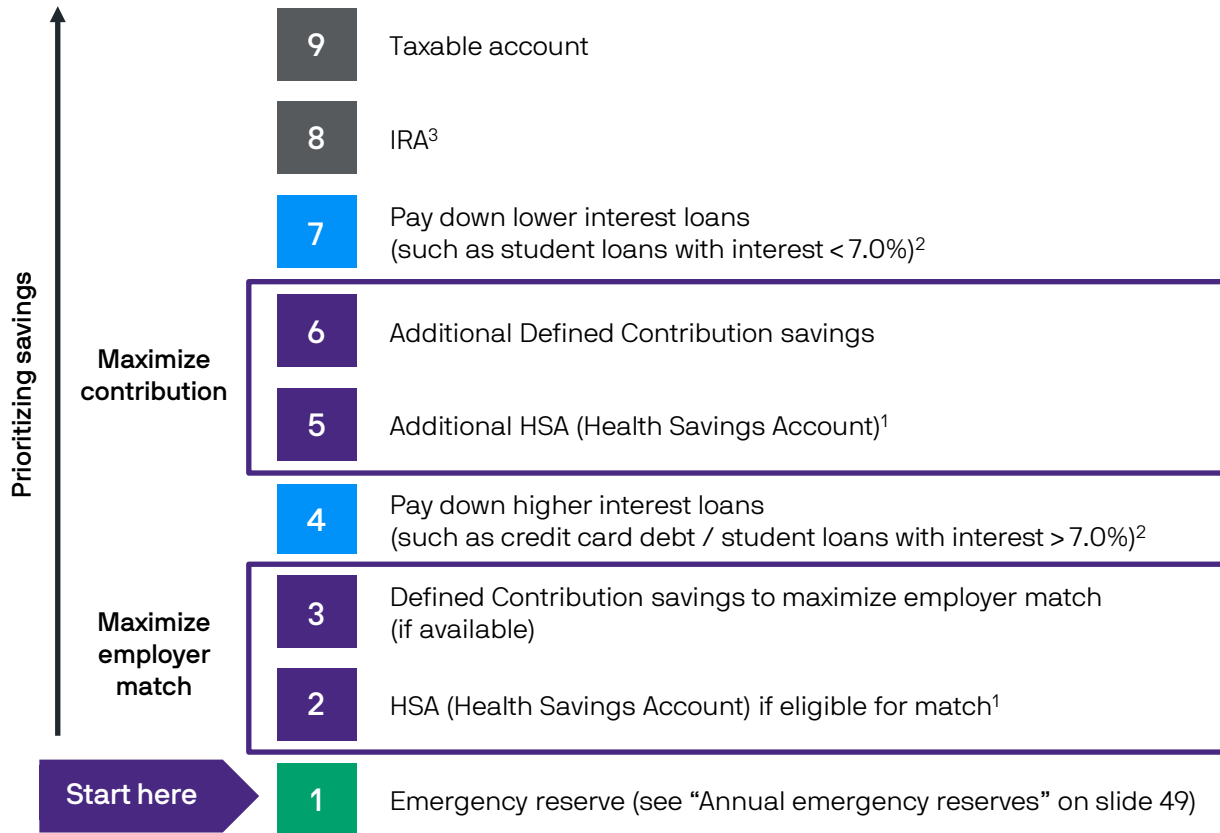 9
Taxable account
8
IRA³
7
Pay down lower interest loans
(such as student loans with interest < 7.0%)²
Prioritizing savings
Maximize
contribution
6
Additional Defined Contribution savings
5
Additional HSA (Health Savings Account)¹
4
Pay down higher interest loans
(such as credit card debt / student loans with interest > 7.0%)²
Maximize
employer
match
3
Defined Contribution savings to maximize employer match
(if available)
2
HSA (Health Savings Account) if eligible for match¹
Start here
1
Emergency reserve (see “Annual emergency reserves” on slide 49)